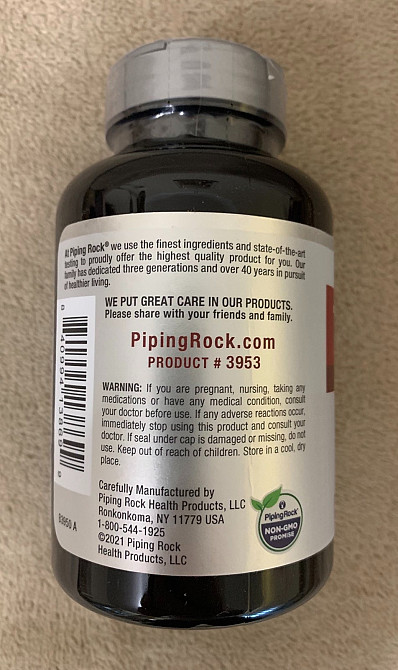 At Piping Rock® we use the finest ingredients and state-of-the-art
testing to proudly offer the highest quality product for you. Our
family has dedicated three generations and over 40 years in pursuit
of healthier living.
WE PUT GREAT CARE IN OUR PRODUCTS.
Please share with your friends and family.
PipingRock.com
PRODUCT # 3953
WARNING: If you are pregnant, nursing, taking any
medications or have any medical condition, consult
your doctor before use. If any adverse reactions occur,
immediately stop using this product and consult your
doctor. If seal under cap is damaged or missing, do not
use. Keep out of reach of children. Store in a cool, dry
place.
Carefully Manufactured by
Piping Rock Health Products, LLC
Ronkonkoma, NY 11779 USA
1-800-544-1925
©2021 Piping Rock
Health Products, LLC
PipingRock®
NON-GMO
PROMISE